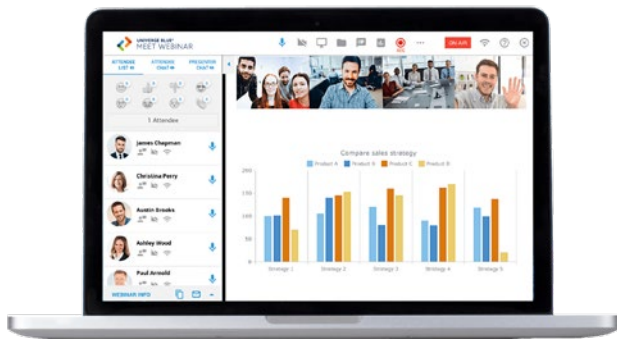 UNIVERGE BLUE®
MEET WEBINAR
REC
ON AIR
ATTENDEE LIST
ATTENDEE CHAT
PRESENTER CHAT
1 Attendee
James Chapman
Christina Perry
Austin Brooks
Ashley Wood
Paul Arnold
WEBINAR INFO
Compare sales strategy
Product A Product B Product C Product D
200
150
100
50
0
Strategy 1 Strategy 2 Strategy 3 Strategy 4 Strategy 5